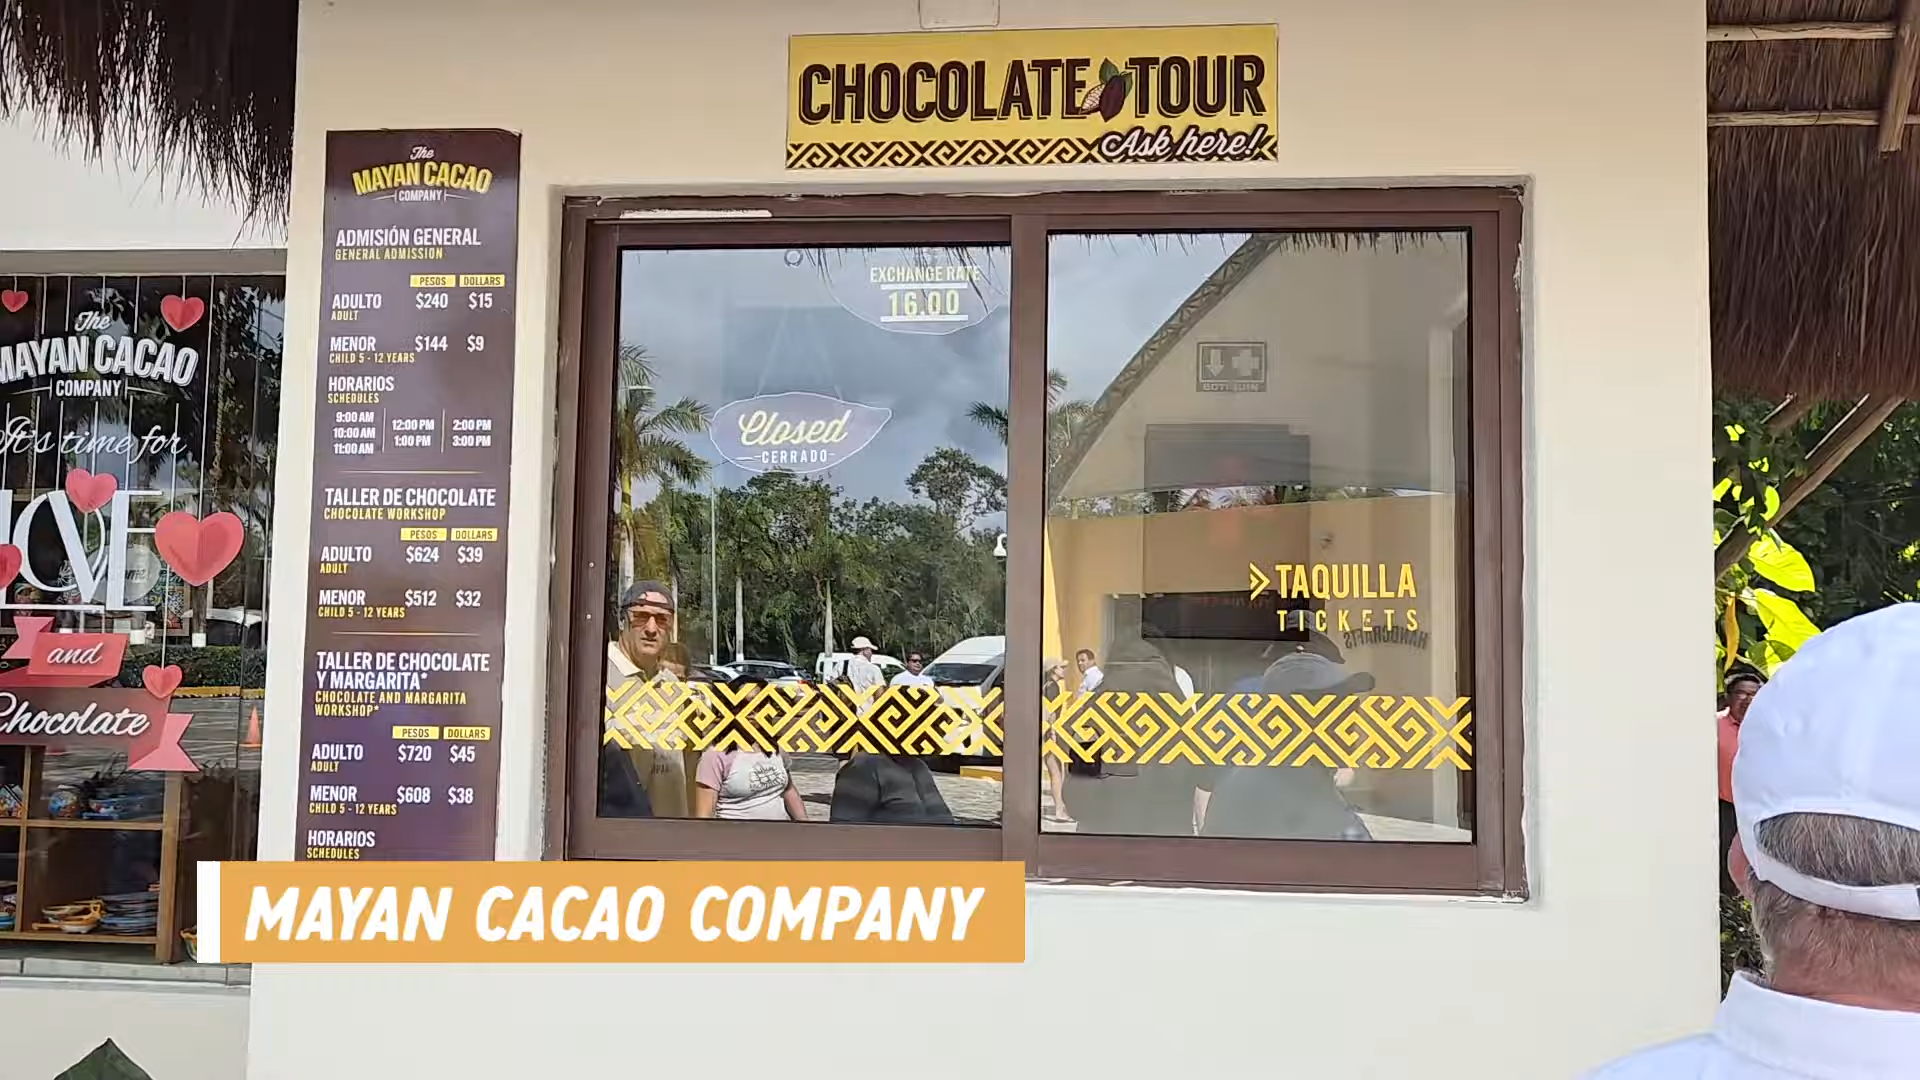 CHOCOLATE TOUR
Ask here!
The
MAYAN CACAO
COMPANY
ADMISIÓN GENERAL
GENERAL ADMISSION
PESOS DOLLARS
ADULTO $240 $15
ADULT
MENOR $144 $9
CHILD 5 - 12 YEARS
HORARIOS
SCHEDULES
9:00 AM 12:00 PM 2:00 PM
10:00 AM 1:00 PM 3:00 PM
11:00 AM
TALLER DE CHOCOLATE
CHOCOLATE WORKSHOP
PESOS DOLLARS
ADULTO $624 $39
ADULT
MENOR $512 $32
CHILD 5 - 12 YEARS
TALLER DE CHOCOLATE
Y MARGARITA*
CHOCOLATE AND MARGARITA
WORKSHOP*
PESOS DOLLARS
ADULTO $720 $45
ADULT
MENOR $608 $38
CHILD 5 - 12 YEARS
HORARIOS
SCHEDULES
The
MAYAN CACAO
COMPANY
It's time for
LOVE
and
Chocolate
EXCHANGE RATE
16.00
Closed
CERRADO
BOTIQUIN
TAQUILLA
TICKETS
HANDCRAFTS
MAYAN CACAO COMPANY